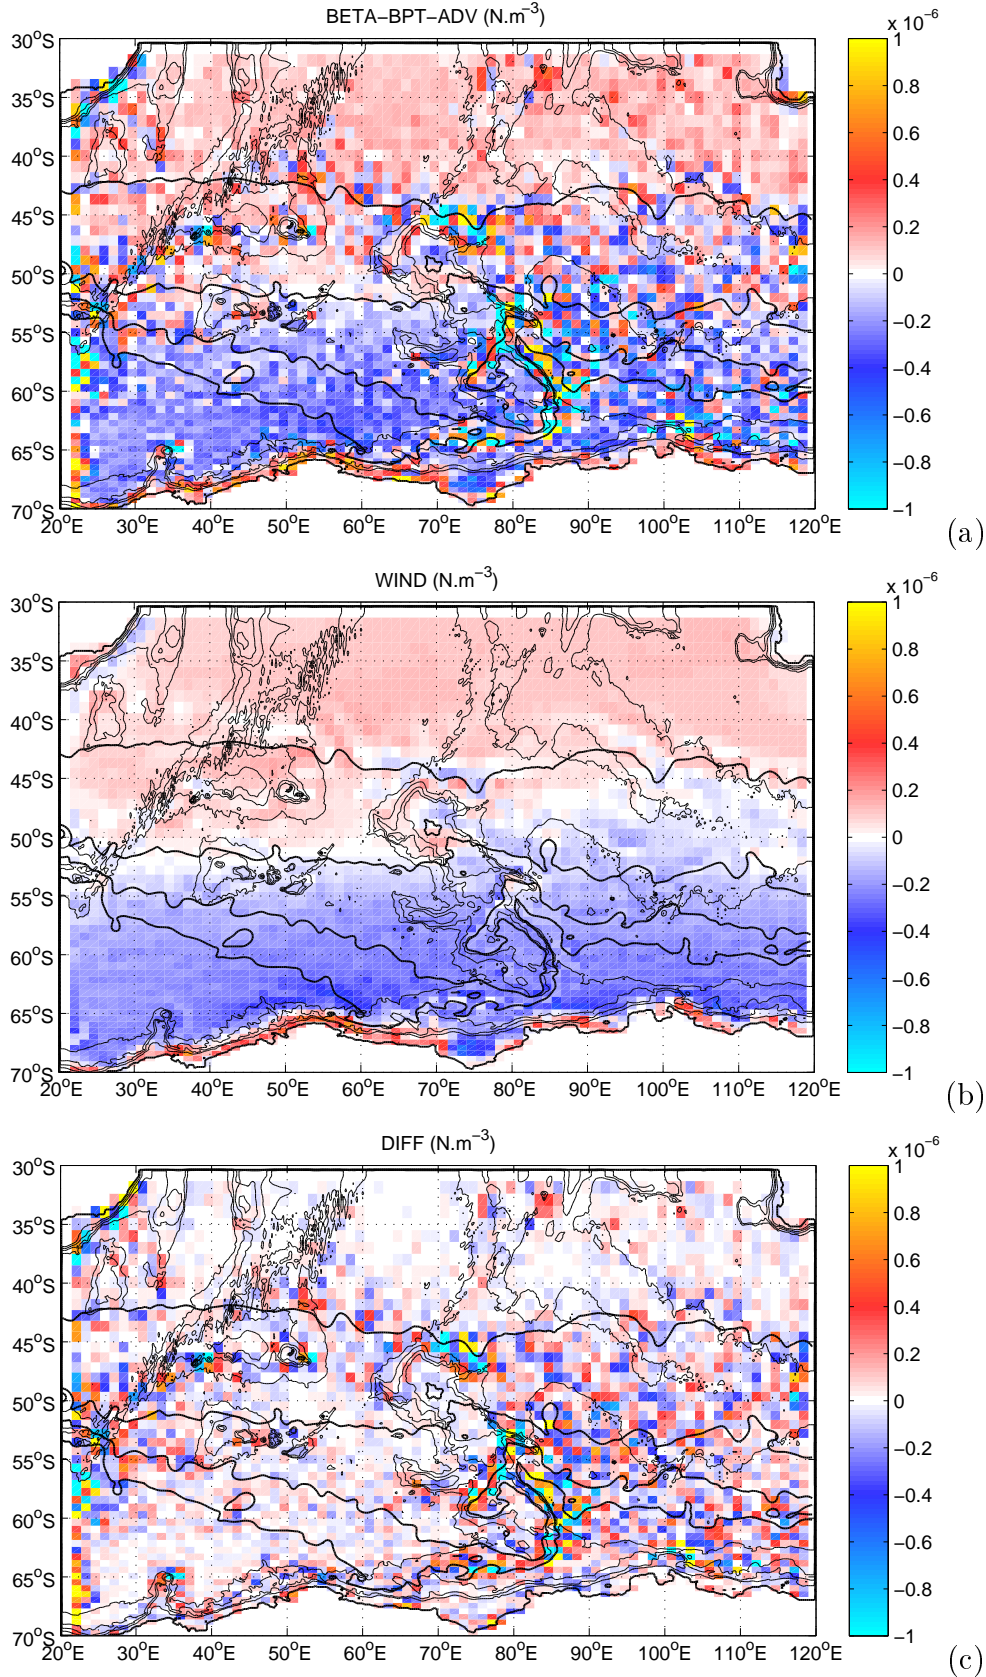 BETA−BPT−ADV (N.m⁻³)
x 10⁻⁶
30°S
35°S
40°S
45°S
50°S
55°S
60°S
65°S
70°S
20°E 30°E 40°E 50°E 60°E 70°E 80°E 90°E 100°E 110°E 120°E
1
0.8
0.6
0.4
0.2
0
−0.2
−0.4
−0.6
−0.8
−1
(a)
WIND (N.m⁻³)
x 10⁻⁶
30°S
35°S
40°S
45°S
50°S
55°S
60°S
65°S
70°S
20°E 30°E 40°E 50°E 60°E 70°E 80°E 90°E 100°E 110°E 120°E
1
0.8
0.6
0.4
0.2
0
−0.2
−0.4
−0.6
−0.8
−1
(b)
DIFF (N.m⁻³)
x 10⁻⁶
30°S
35°S
40°S
45°S
50°S
55°S
60°S
65°S
70°S
20°E 30°E 40°E 50°E 60°E 70°E 80°E 90°E 100°E 110°E 120°E
1
0.8
0.6
0.4
0.2
0
−0.2
−0.4
−0.6
−0.8
−1
(c)